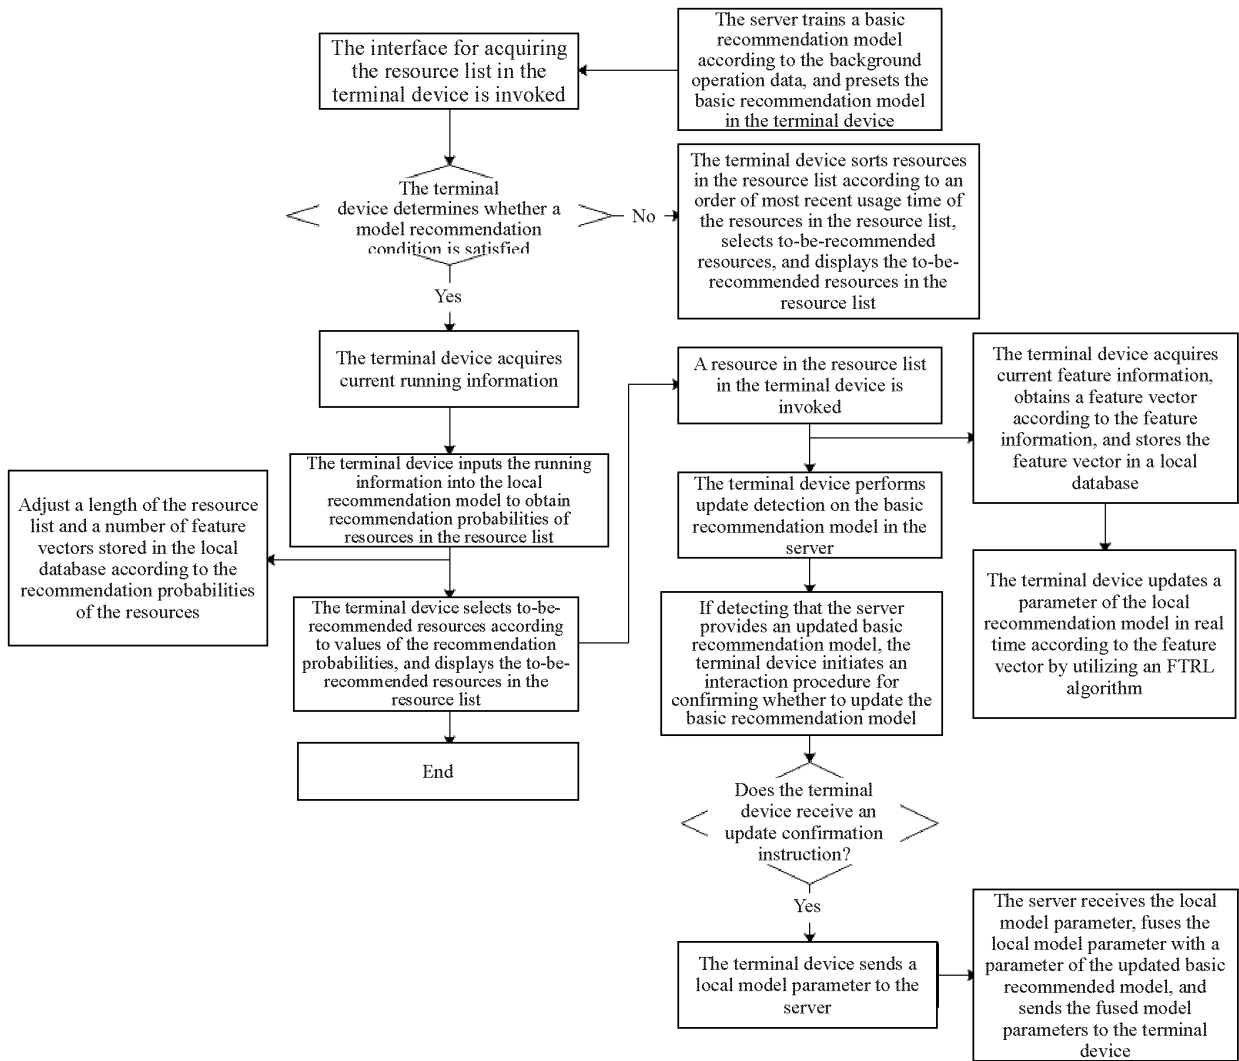 The server trains a basic
recommendation model
according to the background
operation data, and presets the
basic recommendation model
in the terminal device
The interface for acquiring
the resource list in the
terminal device is invoked
The terminal
device determines whether a
model recommendation
condition is satisfied
No
The terminal device sorts resources
in the resource list according to an
order of most recent usage time of
the resources in the resource list,
selects to-be-recommended
resources, and displays the to-be-
recommended resources in the
resource list
Yes
The terminal device acquires
current running information
The terminal device inputs the running
information into the local
recommendation model to obtain
recommendation probabilities of
resources in the resource list
Adjust a length of the resource
list and a number of feature
vectors stored in the local
database according to the
recommendation probabilities
of the resources
The terminal device selects to-be-
recommended resources according
to values of the recommendation
probabilities, and displays the to-be-
recommended resources in the
resource list
End
A resource in the resource list
in the terminal device is
invoked
The terminal device acquires
current feature information,
obtains a feature vector
according to the feature
information, and stores the
feature vector in a local
database
The terminal device updates a
parameter of the local
recommendation model in real
time according to the feature
vector by utilizing an FTRL
algorithm
The terminal device performs
update detection on the basic
recommendation model in the
server
If detecting that the server
provides an updated basic
recommendation model, the
terminal device initiates an
interaction procedure for
confirming whether to update the
basic recommendation model
Does the terminal
device receive an
update confirmation
instruction?
Yes
The terminal device sends a
local model parameter to the
server
The server receives the local
model parameter, fuses the
local model parameter with a
parameter of the updated basic
recommended model, and
sends the fused model
parameters to the terminal
device